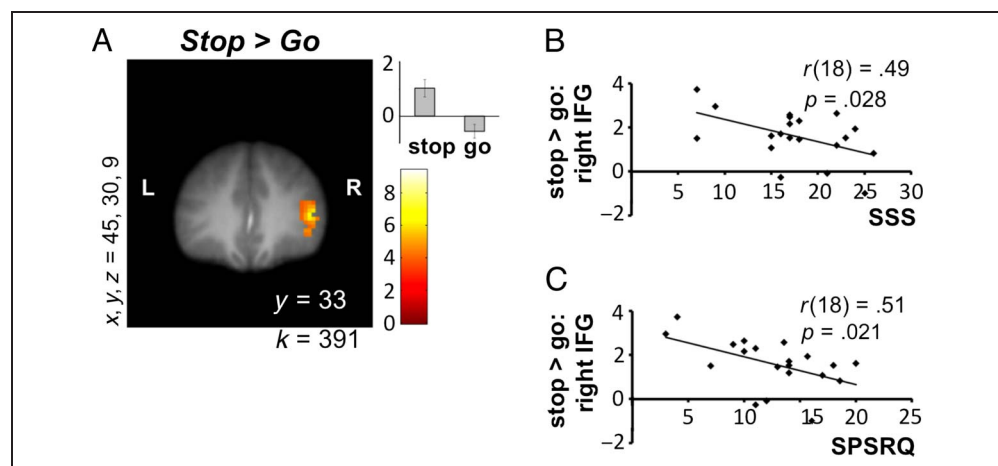 A
Stop > Go
L
R
x, y, z = 45, 30, 9
y = 33
k = 391
2
0
stop go
8
6
4
2
0
B
r(18) = .49
p = .028
stop > go:
right IFG
4
2
0
−2
5 10 15 20 25 30
SSS
C
r(18) = .51
p = .021
stop > go:
right IFG
4
2
0
−2
5 10 15 20 25
SPSRQ